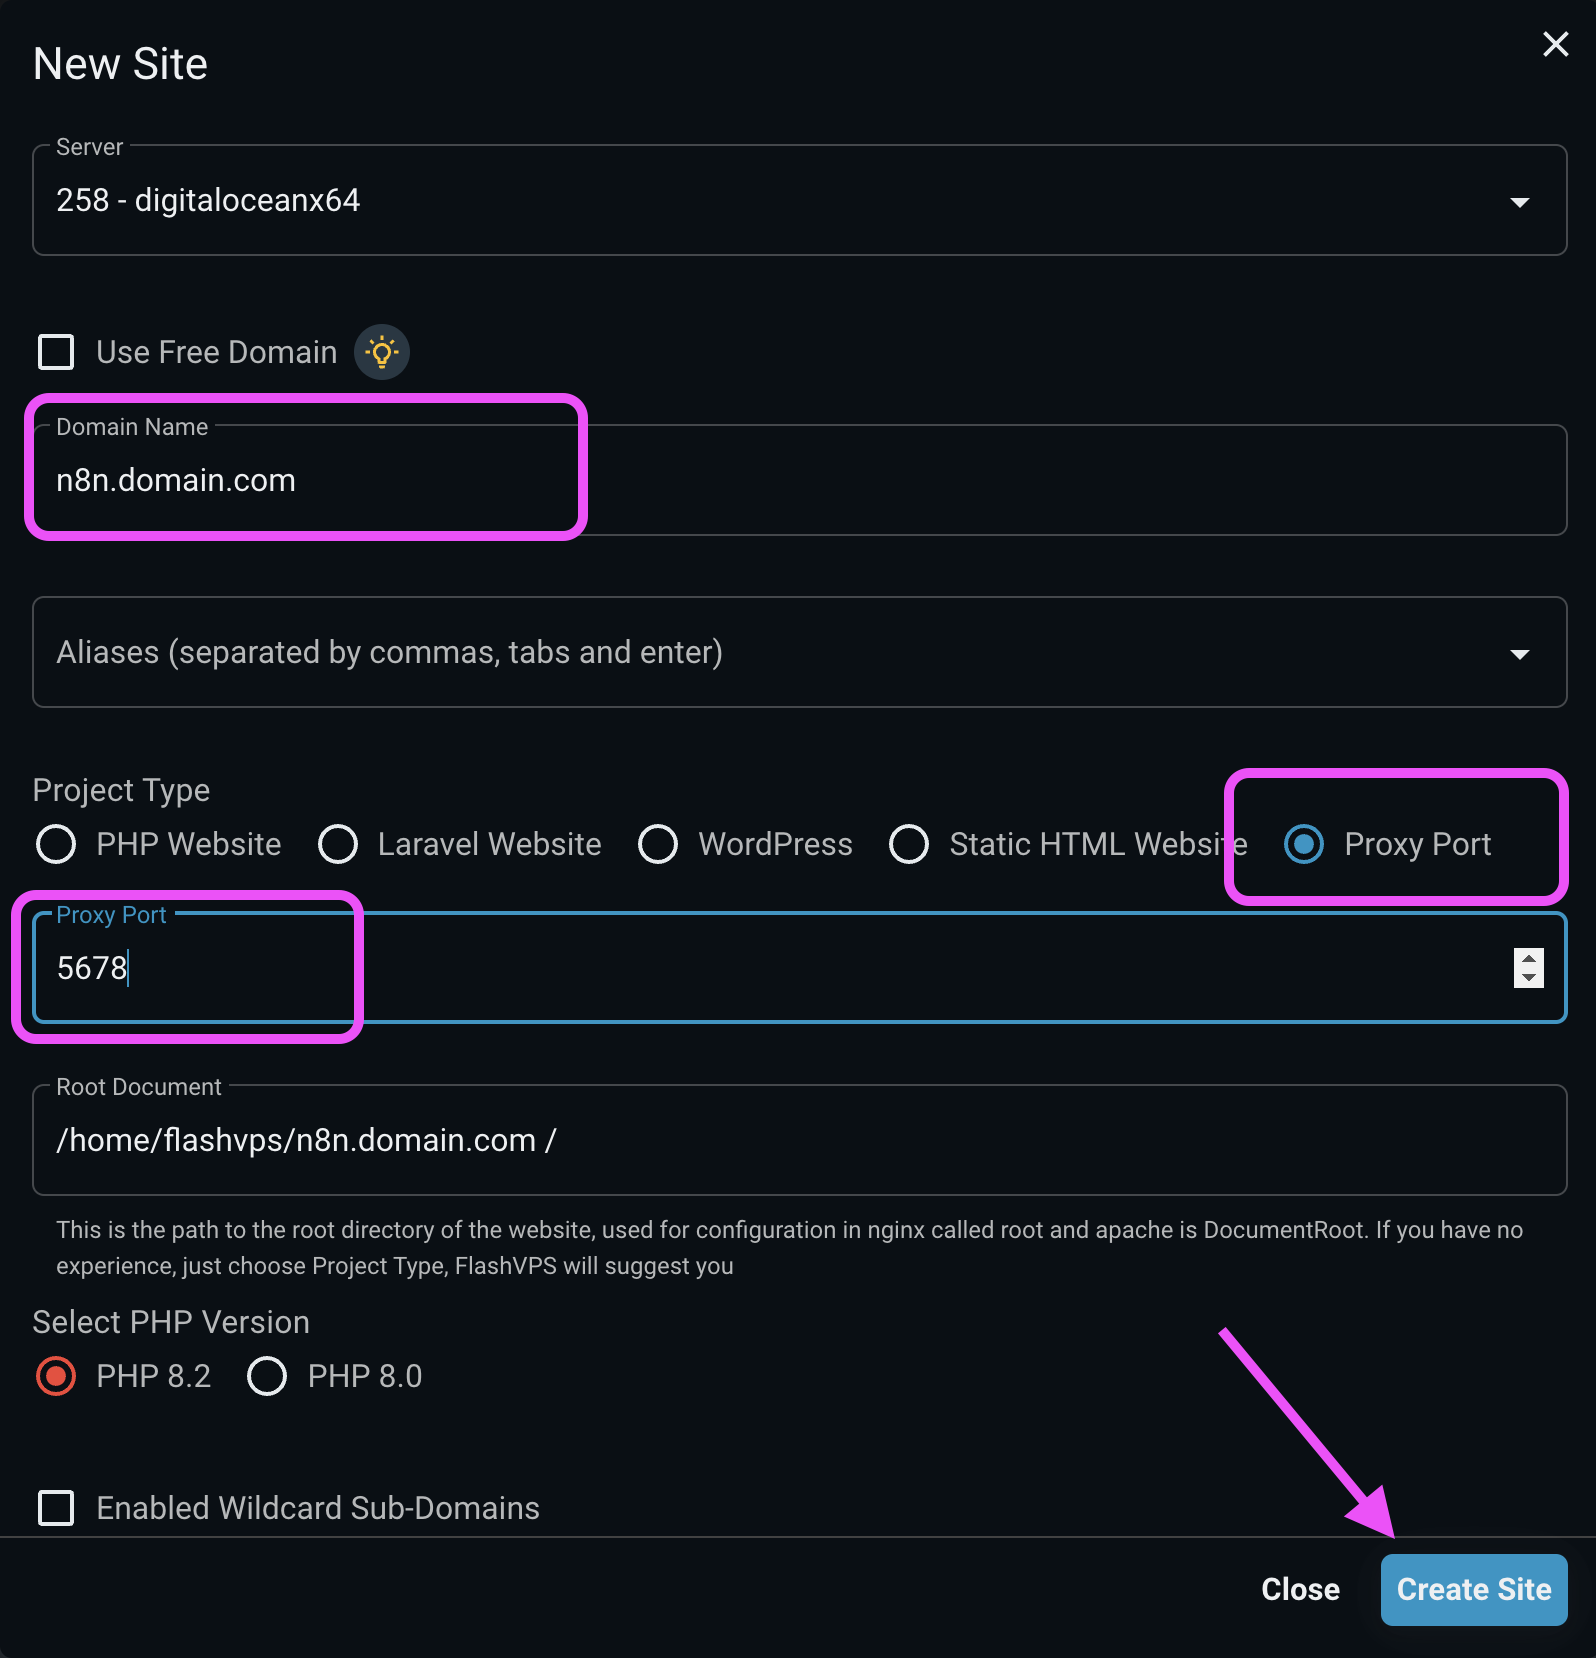 New Site
Server
258 - digitaloceanx64
Use Free Domain
Domain Name
n8n.domain.com
Aliases (separated by commas, tabs and enter)
Project Type
PHP Website Laravel Website WordPress Static HTML Website Proxy Port
Proxy Port
5678
Root Document
/home/flashvps/n8n.domain.com /
This is the path to the root directory of the website, used for configuration in nginx called root and apache is DocumentRoot. If you have no
experience, just choose Project Type, FlashVPS will suggest you
Select PHP Version
PHP 8.2 PHP 8.0
Enabled Wildcard Sub-Domains
Close Create Site